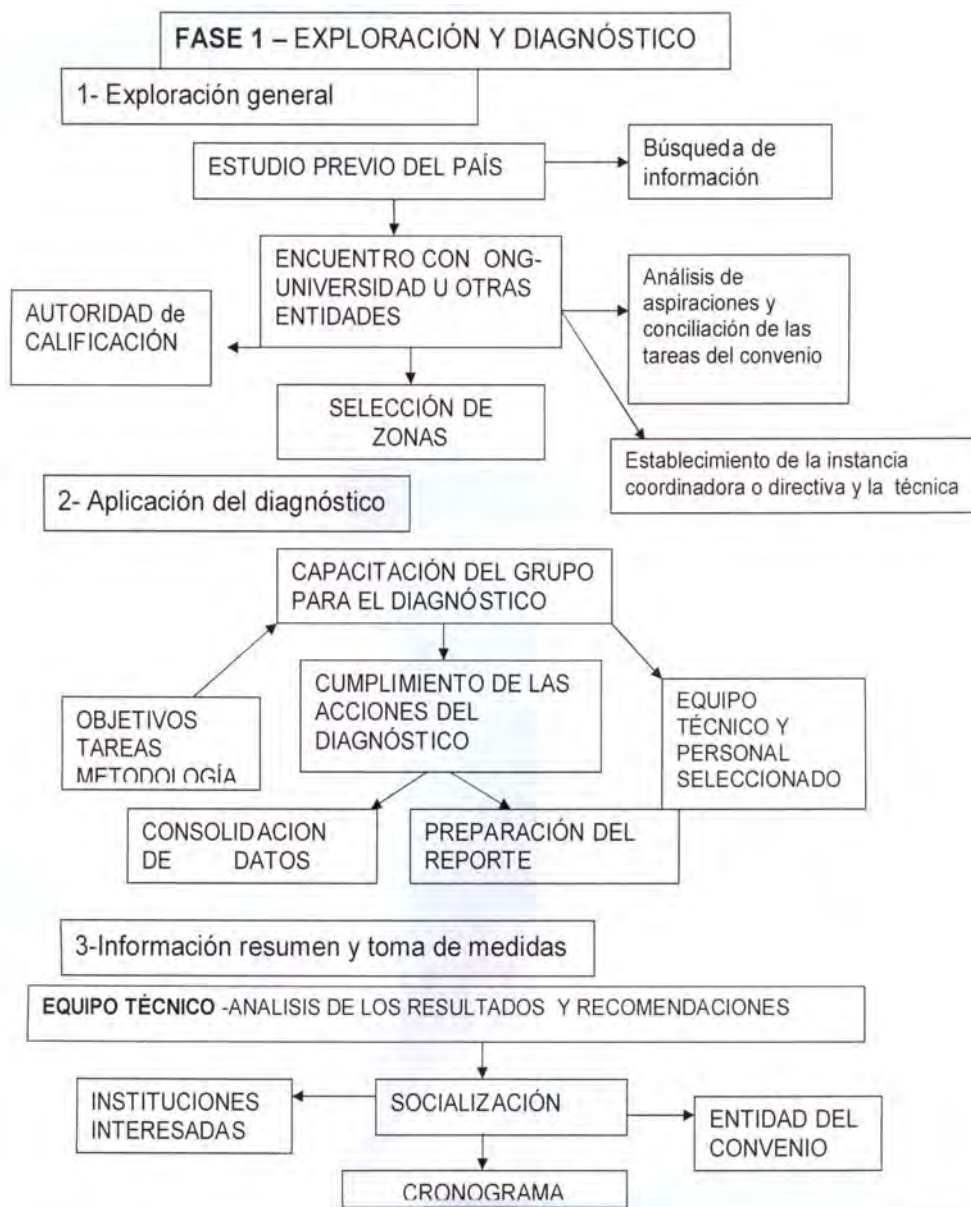 FASE 1 – EXPLORACIÓN Y DIAGNÓSTICO
1- Exploración general
ESTUDIO PREVIO DEL PAÍS
Búsqueda de
información
ENCUENTRO CON ONG-
UNIVERSIDAD U OTRAS
ENTIDADES
Análisis de
aspiraciones y
conciliación de las
tareas del convenio
AUTORIDAD de
CALIFICACIÓN
SELECCIÓN DE
ZONAS
Establecimiento de la instancia
coordinadora o directiva y la técnica
2- Aplicación del diagnóstico
CAPACITACIÓN DEL GRUPO
PARA EL DIAGNÓSTICO
OBJETIVOS
TAREAS
METODOLOGÍA
CUMPLIMIENTO DE LAS
ACCIONES DEL
DIAGNÓSTICO
EQUIPO
TÉCNICO Y
PERSONAL
SELECCIONADO
CONSOLIDACION
DE DATOS
PREPARACIÓN DEL
REPORTE
3-Información resumen y toma de medidas
EQUIPO TÉCNICO -ANALISIS DE LOS RESULTADOS Y RECOMENDACIONES
INSTITUCIONES
INTERESADAS
SOCIALIZACIÓN
ENTIDAD DEL
CONVENIO
CRONOGRAMA